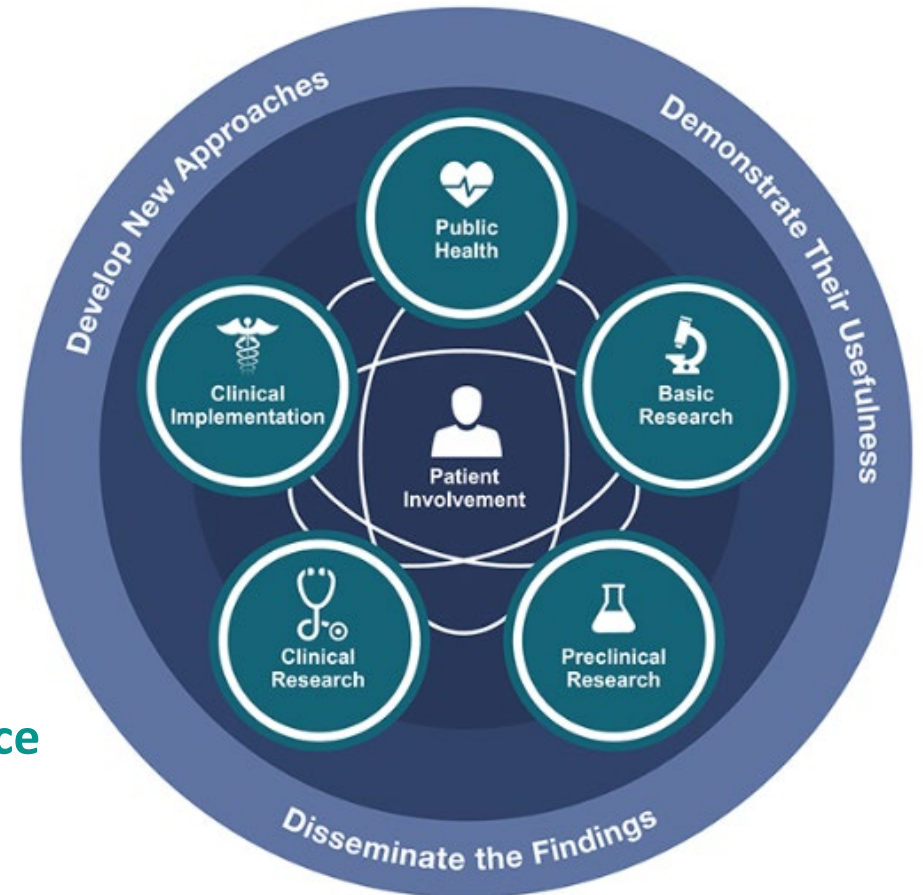 Develop New Approaches
Demonstrate Their Usefulness
Public
Health
Clinical
Implementation
Basic
Research
Patient
Involvement
Clinical
Research
Preclinical
Research
ce
Disseminate the Findings